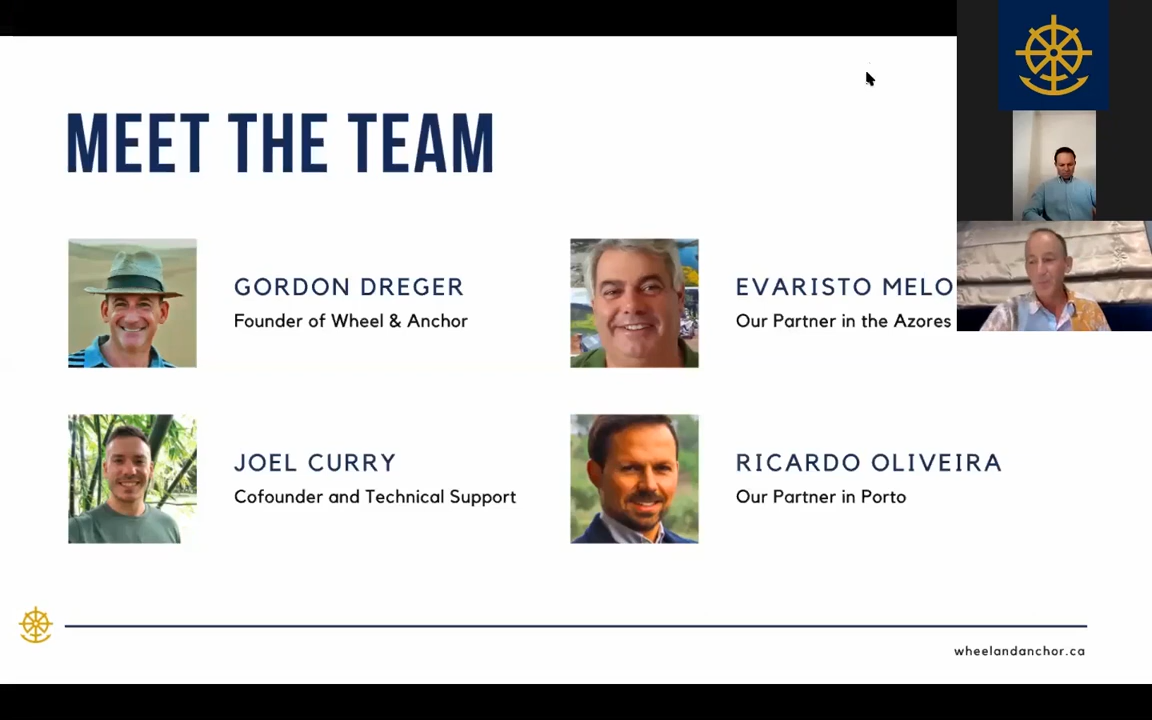 MEET THE TEAM
GORDON DREGER
Founder of Wheel & Anchor
EVARISTO MELO
Our Partner in the Azores
JOEL CURRY
Cofounder and Technical Support
RICARDO OLIVEIRA
Our Partner in Porto
wheelandanchor.ca